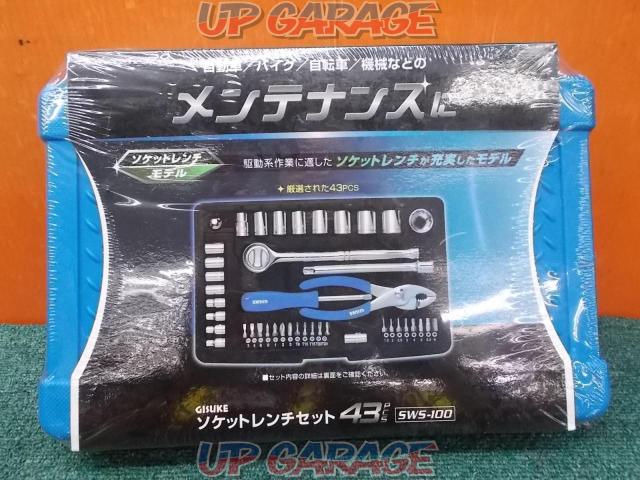 UP GARAGE
自動車/バイク/自転車/機械などの
メンテナンスに
ソケットレンチ
モデル
駆動系作業に適した ソケットレンチが充実したモデル
厳選された43PCS
■セット内容の詳細は裏面をご確認ください。
GISUKE
ソケットレンチセット 43PCS SWS-100
UP GARAGE